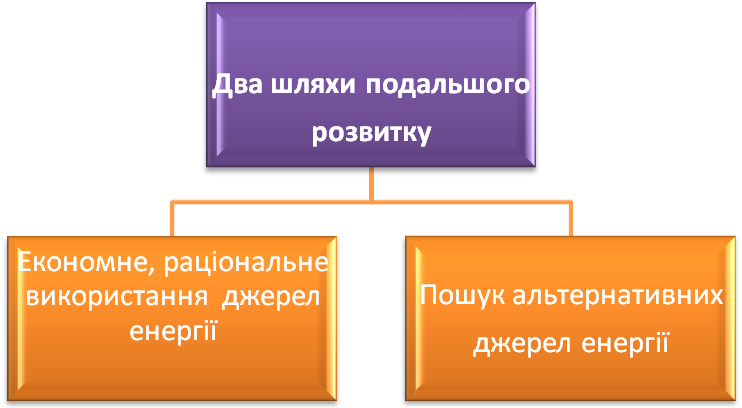 Два шляхи подальшого
розвитку
Економне, раціональне
використання джерел
енергії
Пошук альтернативних
джерел енергії